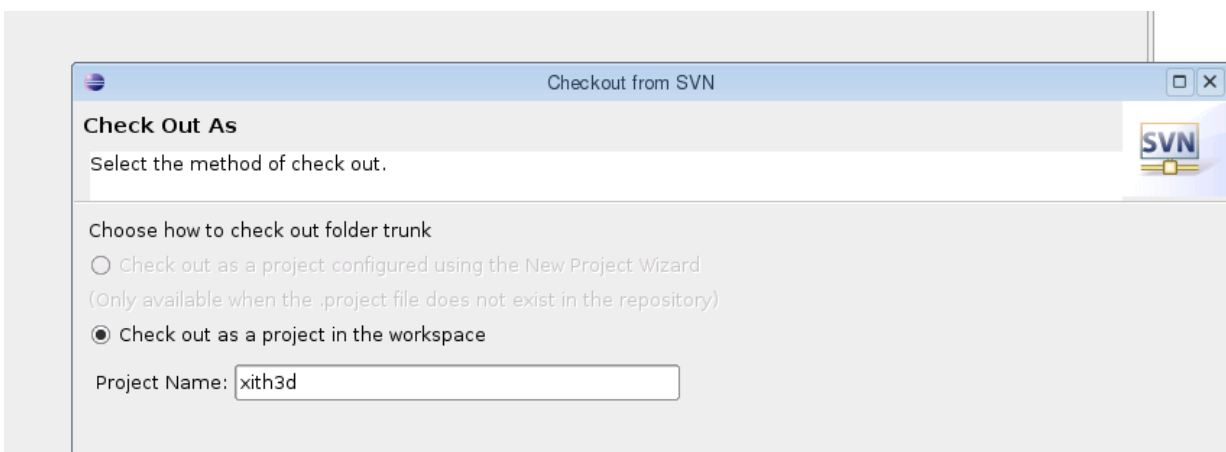 Checkout from SVN
Check Out As
SVN
Select the method of check out.
Choose how to check out folder trunk
Check out as a project configured using the New Project Wizard
(Only available when the .project file does not exist in the repository)
Check out as a project in the workspace
Project Name: xith3d